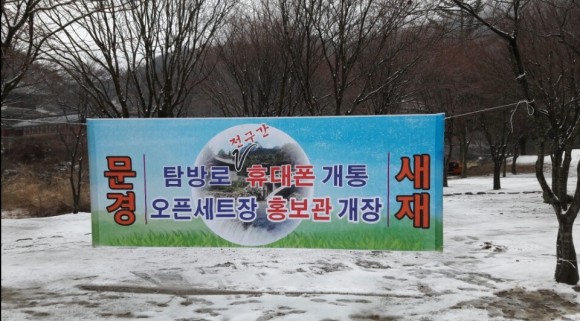 문경
전구간
탐방로 휴대폰 개통
오픈세트장 홍보관 개장
새재